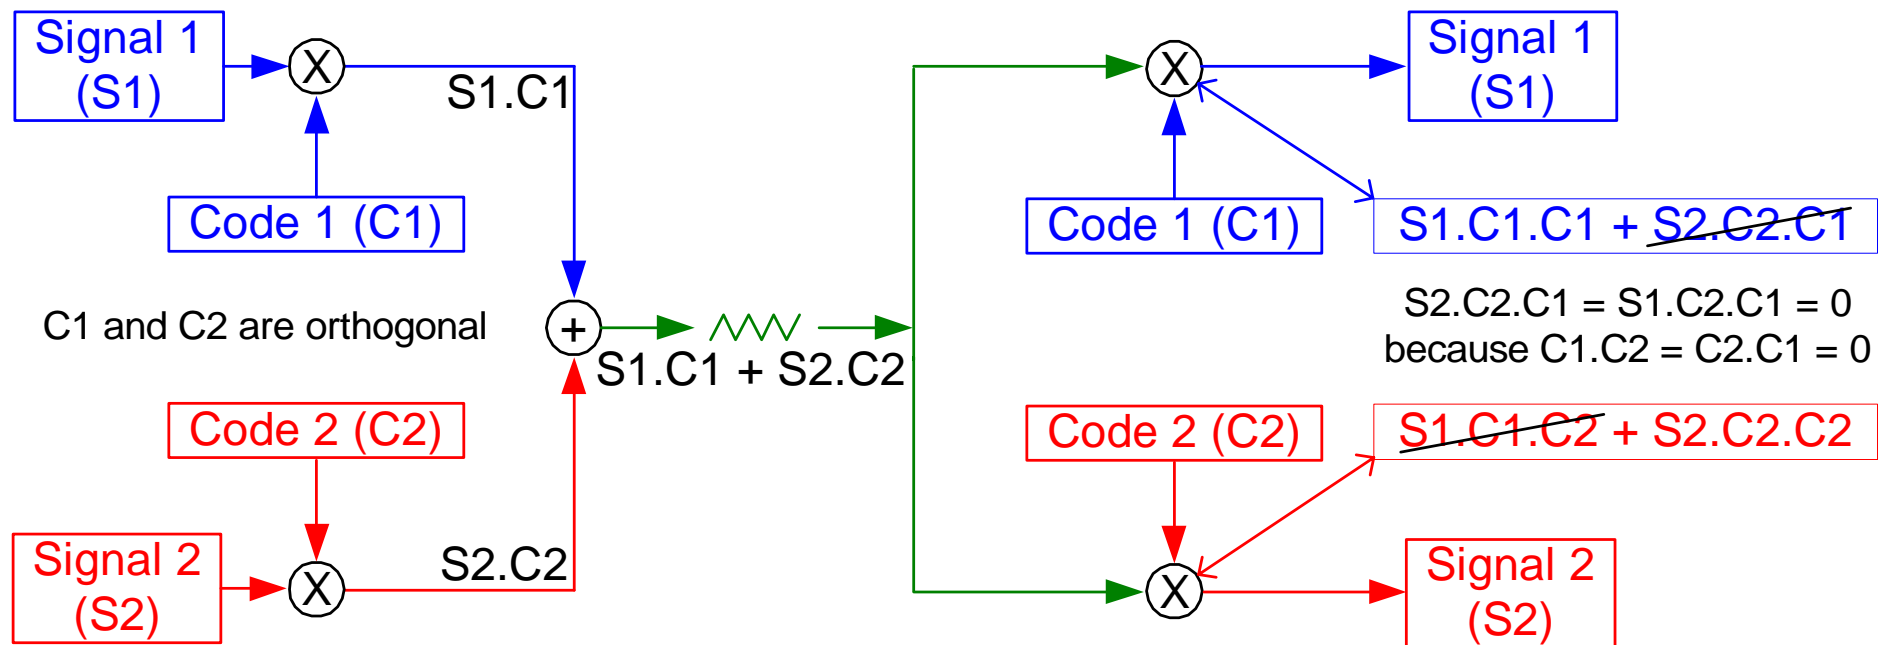 Signal 1
(S1)
X
S1.C1
Code 1 (C1)
C1 and C2 are orthogonal
+
S1.C1 + S2.C2
Code 2 (C2)
Signal 2
(S2)
X
S2.C2
X
Signal 1
(S1)
Code 1 (C1)
S1.C1.C1 + S2.C2.C1
S2.C2.C1 = S1.C2.C1 = 0
because C1.C2 = C2.C1 = 0
Code 2 (C2)
S1.C1.C2 + S2.C2.C2
X
Signal 2
(S2)